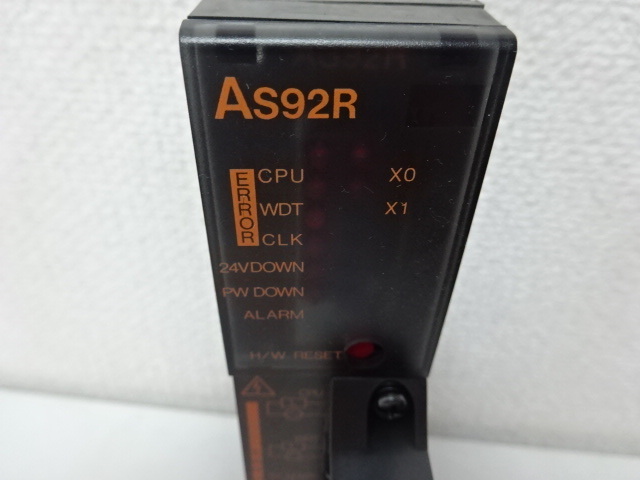 AS92R
ERROR
CPU X0
WDT X1
CLK
24VDOWN
PW DOWN
ALARM
H/W RESET